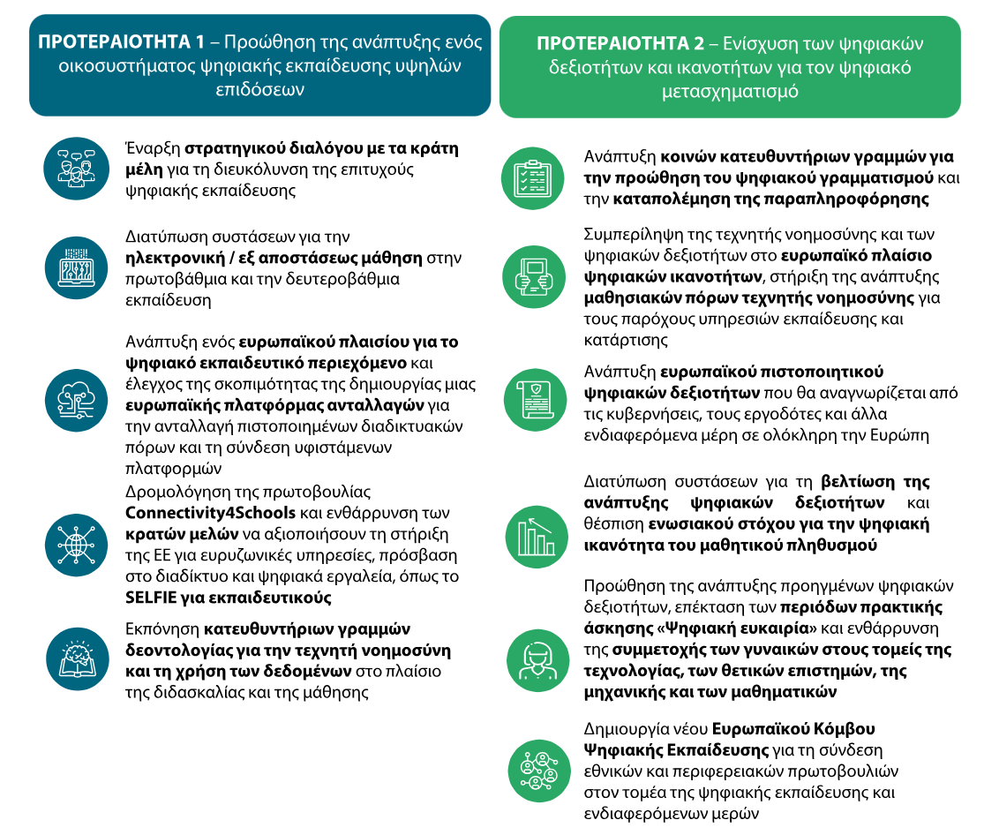 ΠΡΟΤΕΡΑΙΟΤΗΤΑ 1 – Προώθηση της ανάπτυξης ενός
οικοσυστήματος ψηφιακής εκπαίδευσης υψηλών
επιδόσεων
Έναρξη στρατηγικού διαλόγου με τα κράτη
μέλη για τη διευκόλυνση της επιτυχούς
ψηφιακής εκπαίδευσης
Διατύπωση συστάσεων για την
ηλεκτρονική / εξ αποστάσεως μάθηση στην
πρωτοβάθμια και την δευτεροβάθμια
εκπαίδευση
Ανάπτυξη ενός ευρωπαϊκού πλαισίου για το
ψηφιακό εκπαιδευτικό περιεχόμενο και
έλεγχος της σκοπιμότητας της δημιουργίας μιας
ευρωπαϊκής πλατφόρμας ανταλλαγών για
την ανταλλαγή πιστοποιημένων διαδικτυακών
πόρων και τη σύνδεση υφιστάμενων
πλατφορμών
Δρομολόγηση της πρωτοβουλίας
Connectivity4Schools και ενθάρρυνση των
κρατών μελών να αξιοποιήσουν τη στήριξη
της ΕΕ για ευρυζωνικές υπηρεσίες, πρόσβαση
στο διαδίκτυο και ψηφιακά εργαλεία, όπως το
SELFIE για εκπαιδευτικούς
Εκπόνηση κατευθυντήριων γραμμών
δεοντολογίας για την τεχνητή νοημοσύνη
και τη χρήση των δεδομένων στο πλαίσιο
της διδασκαλίας και της μάθησης
ΠΡΟΤΕΡΑΙΟΤΗΤΑ 2 – Ενίσχυση των ψηφιακών
δεξιοτήτων και ικανοτήτων για τον ψηφιακό
μετασχηματισμό
Ανάπτυξη κοινών κατευθυντήριων γραμμών για
την προώθηση του ψηφιακού γραμματισμού και
την καταπολέμηση της παραπληροφόρησης
Συμπερίληψη της τεχνητής νοημοσύνης και των
ψηφιακών δεξιοτήτων στο ευρωπαϊκό πλαίσιο
ψηφιακών ικανοτήτων, στήριξη της ανάπτυξης
μαθησιακών πόρων τεχνητής νοημοσύνης για
τους παρόχους υπηρεσιών εκπαίδευσης και
κατάρτισης
Ανάπτυξη ευρωπαϊκού πιστοποιητικού
ψηφιακών δεξιοτήτων που θα αναγνωρίζεται από
τις κυβερνήσεις, τους εργοδότες και άλλα
ενδιαφερόμενα μέρη σε ολόκληρη την Ευρώπη
Διατύπωση συστάσεων για τη βελτίωση της
ανάπτυξης ψηφιακών δεξιοτήτων και
θέσπιση ενωσιακού στόχου για την ψηφιακή
ικανότητα του μαθητικού πληθυσμού
Προώθηση της ανάπτυξης προηγμένων ψηφιακών
δεξιοτήτων, επέκταση των περιόδων πρακτικής
άσκησης «Ψηφιακή ευκαιρία» και ενθάρρυνση
της συμμετοχής των γυναικών στους τομείς της
τεχνολογίας, των θετικών επιστημών, της
μηχανικής και των μαθηματικών
Δημιουργία νέου Ευρωπαϊκού Κόμβου
Ψηφιακής Εκπαίδευσης για τη σύνδεση
εθνικών και περιφερειακών πρωτοβουλιών
στον τομέα της ψηφιακής εκπαίδευσης και
ενδιαφερόμενων μερών